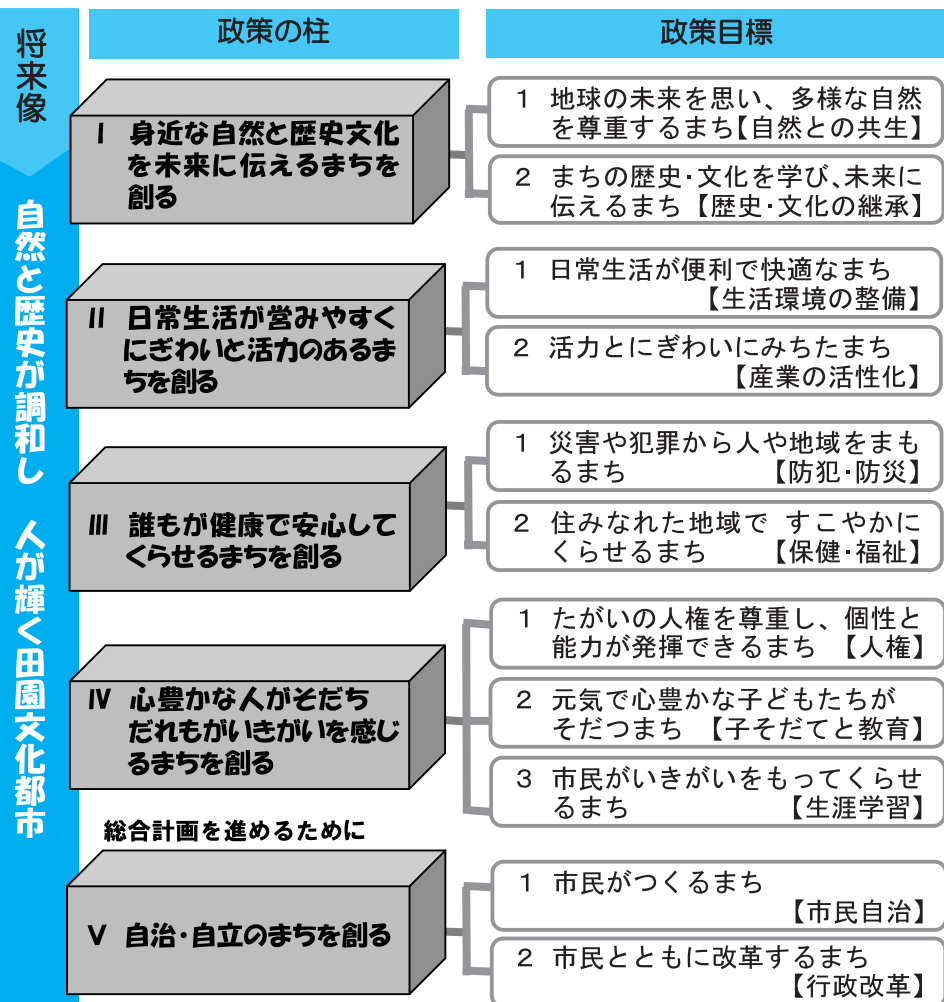 将来像
自然と歴史が調和し 人が輝く田園文化都市
政策の柱
政策目標
Ⅰ 身近な自然と歴史文化
を未来に伝えるまちを
創る
1 地球の未来を思い、多様な自然
を尊重するまち【自然との共生】
2 まちの歴史・文化を学び、未来に
伝えるまち【歴史・文化の継承】
Ⅱ 日常生活が営みやすく
にぎわいと活力のあるま
ちを創る
1 日常生活が便利で快適なまち
【生活環境の整備】
2 活力とにぎわいにみちたまち
【産業の活性化】
Ⅲ 誰もが健康で安心して
くらせるまちを創る
1 災害や犯罪から人や地域をまも
るまち 【防犯・防災】
2 住みなれた地域で すこやかに
くらせるまち 【保健・福祉】
Ⅳ 心豊かな人がそだち
だれもがいきがいを感じ
るまちを創る
1 たがいの人権を尊重し、個性と
能力が発揮できるまち 【人権】
2 元気で心豊かな子どもたちが
そだつまち 【子そだてと教育】
3 市民がいきがいをもってくらせ
るまち 【生涯学習】
総合計画を進めるために
Ⅴ 自治・自立のまちを創る
1 市民がつくるまち
【市民自治】
2 市民とともに改革するまち
【行政改革】